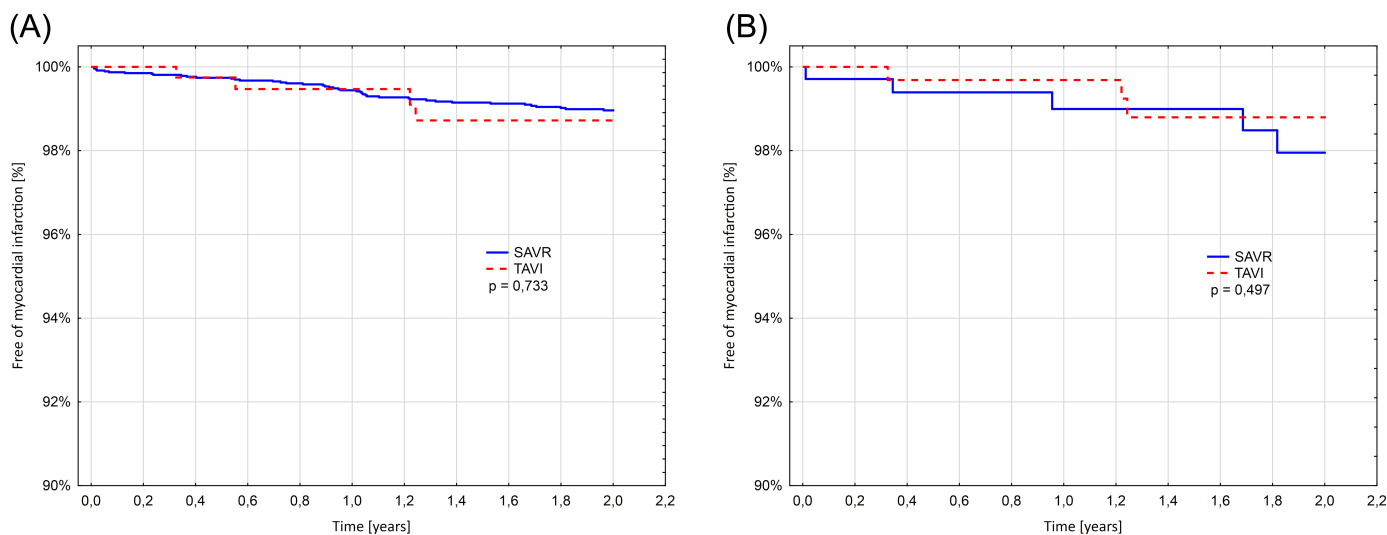 (A)
Free of myocardial infarction [%]
100%
98%
96%
94%
92%
90%
SAVR
TAVI
p = 0,733
0,0 0,2 0,4 0,6 0,8 1,0 1,2 1,4 1,6 1,8 2,0 2,2
Time [years]
(B)
Free of myocardial infarction [%]
100%
98%
96%
94%
92%
90%
SAVR
TAVI
p = 0,497
0,0 0,2 0,4 0,6 0,8 1,0 1,2 1,4 1,6 1,8 2,0 2,2
Time [years]